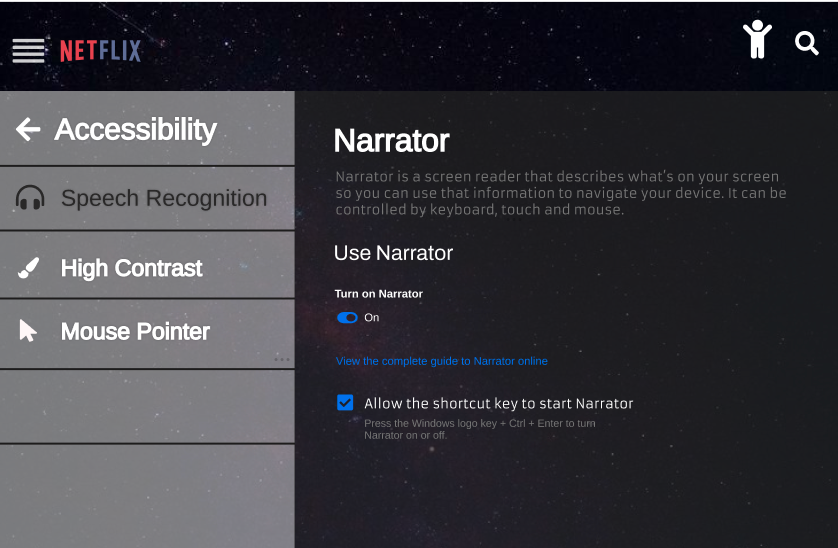 NETFLIX
Accessibility
Speech Recognition
High Contrast
Mouse Pointer
...
Narrator
Narrator is a screen reader that describes what's on your screen
so you can use that information to navigate your device. It can be
controlled by keyboard, touch and mouse.
Use Narrator
Turn on Narrator
On
View the complete guide to Narrator online
Allow the shortcut key to start Narrator
Press the Windows logo key + Ctrl + Enter to turn
Narrator on or off.